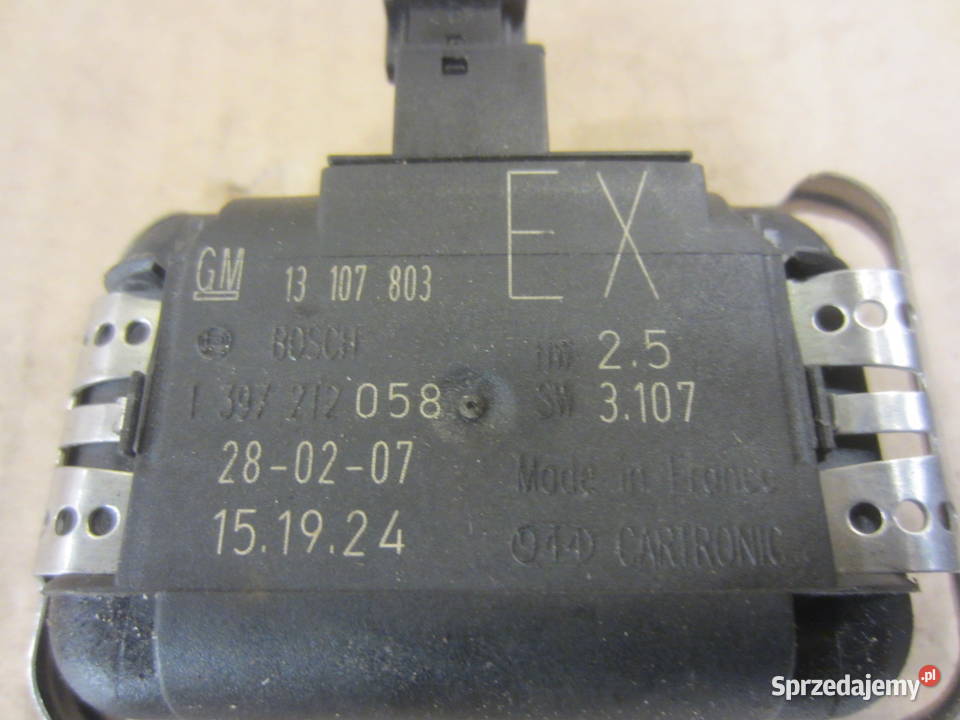 EX
GM 13 107 803
BOSCH HW 2.5
1 397 212 058 SW 3.107
28-02-07 Made in France
15.19.24 CARTRONIC
Sprzedajemy.pl